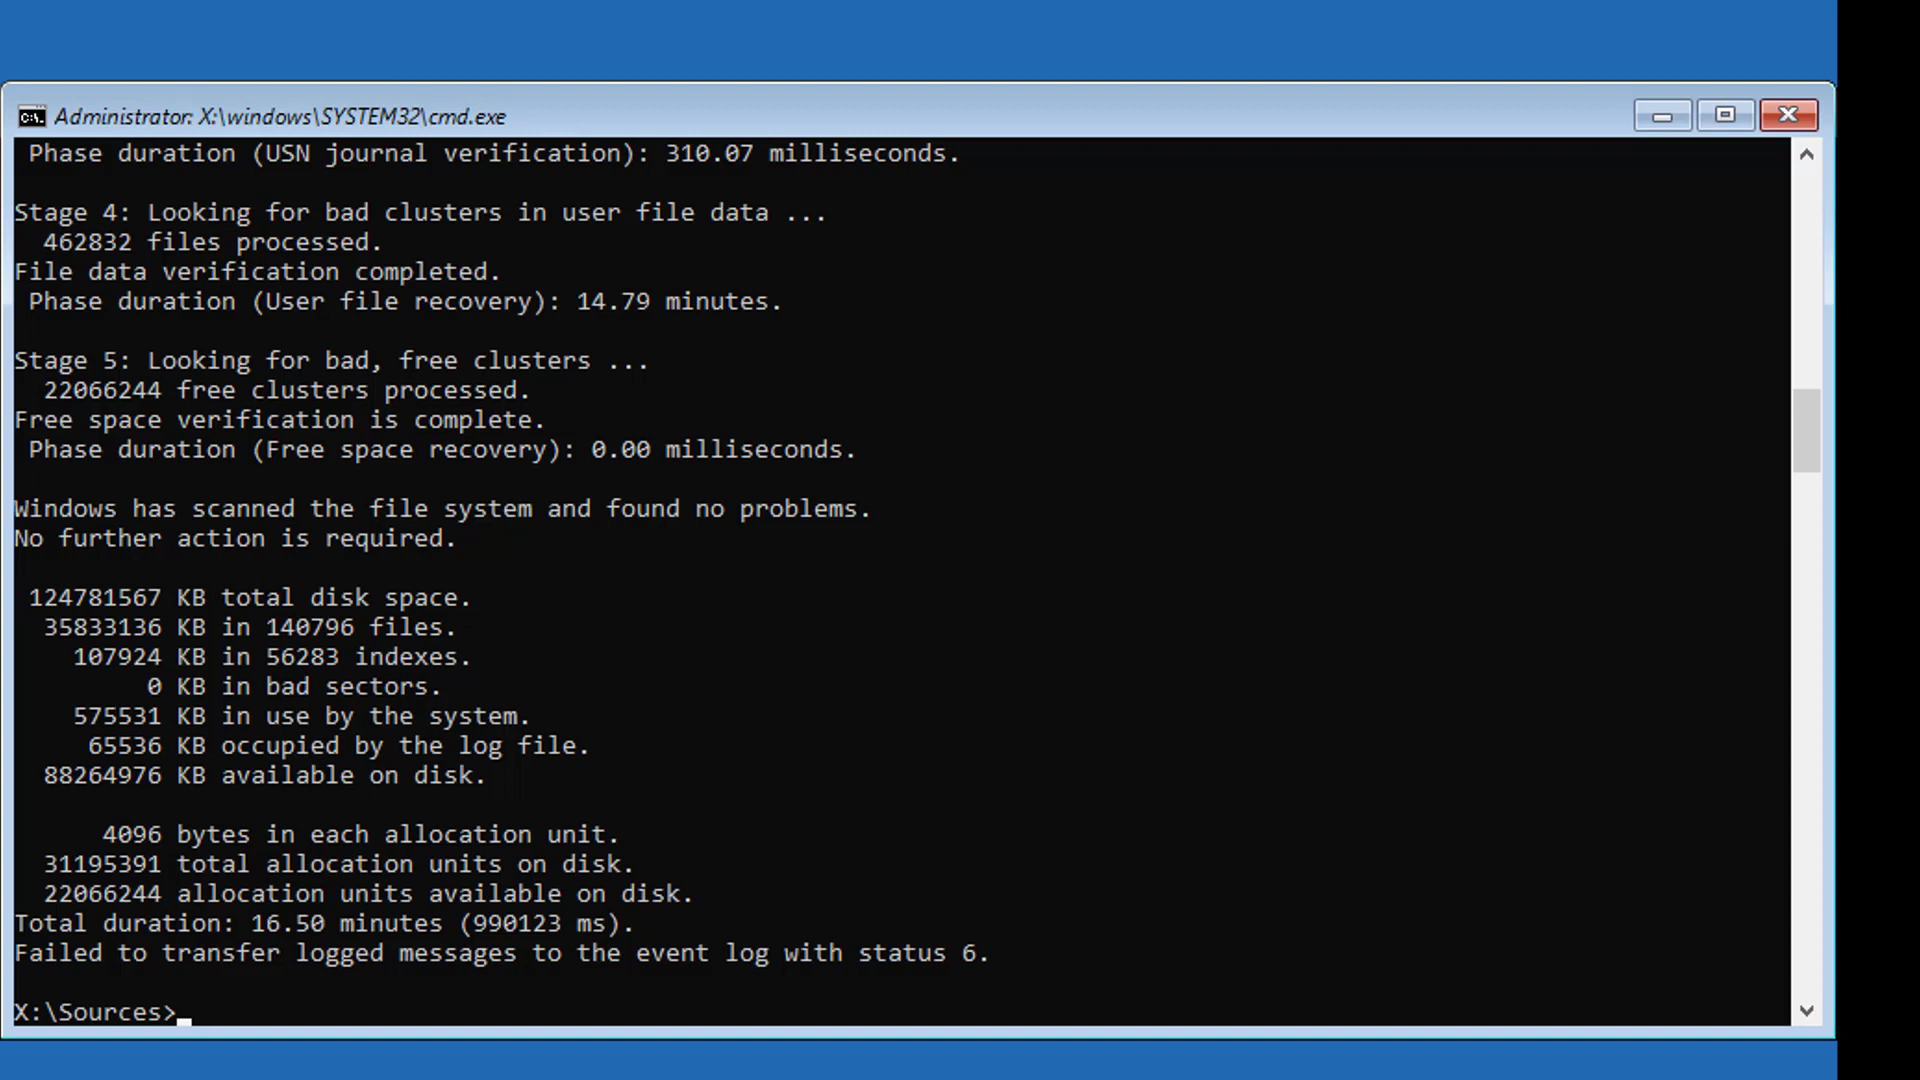 Administrator: X:\windows\SYSTEM32\cmd.exe
Phase duration (USN journal verification): 310.07 milliseconds.
Stage 4: Looking for bad clusters in user file data ...
462832 files processed.
File data verification completed.
Phase duration (User file recovery): 14.79 minutes.
Stage 5: Looking for bad, free clusters ...
22066244 free clusters processed.
Free space verification is complete.
Phase duration (Free space recovery): 0.00 milliseconds.
Windows has scanned the file system and found no problems.
No further action is required.
124781567 KB total disk space.
35833136 KB in 140796 files.
107924 KB in 56283 indexes.
0 KB in bad sectors.
575531 KB in use by the system.
65536 KB occupied by the log file.
88264976 KB available on disk.
4096 bytes in each allocation unit.
31195391 total allocation units on disk.
22066244 allocation units available on disk.
Total duration: 16.50 minutes (990123 ms).
Failed to transfer logged messages to the event log with status 6.
X:\Sources>